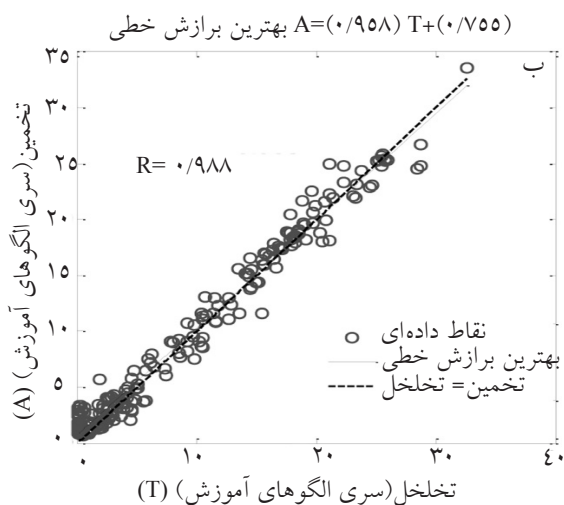 بهترین برازش خطی A=(۰/۹۵۸) T+(۰/۷۵۵)
ب
R= ۰/۹۸۸
تخمین(سری الگوهای آموزش) (A)
۳۵
۳۰
۲۵
۲۰
۱۵
۱۰
۵
۰
نقاط داده‌ای
بهترین برازش خطی
تخمین= تخلخل
۰
۱۰
۲۰
۳۰
۴۰
تخلخل(سری الگوهای آموزش) (T)